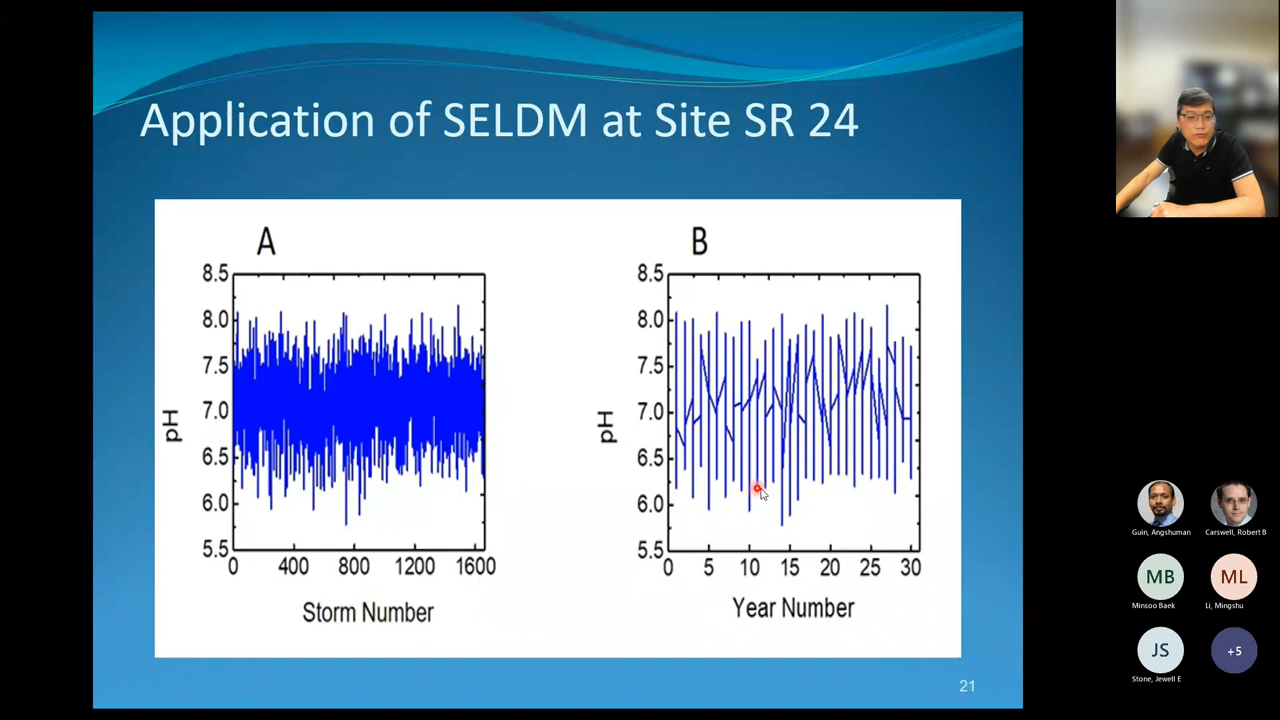 Application of SELDM at Site SR 24
A
8.5
8.0
7.5
7.0
6.5
6.0
5.5
pH
0 400 800 1200 1600
Storm Number
B
8.5
8.0
7.5
7.0
6.5
6.0
5.5
pH
0 5 10 15 20 25 30
Year Number
21
Guin, Angshuman
Carswell, Robert B
MB
ML
Minsoo Baek
Li, Mingshu
JS
+5
Stone, Jewell E